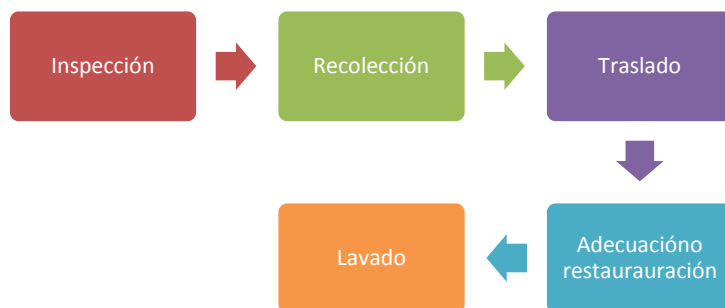 Inspección
Recolección
Traslado
Adecuacióno
restaurauración
Lavado